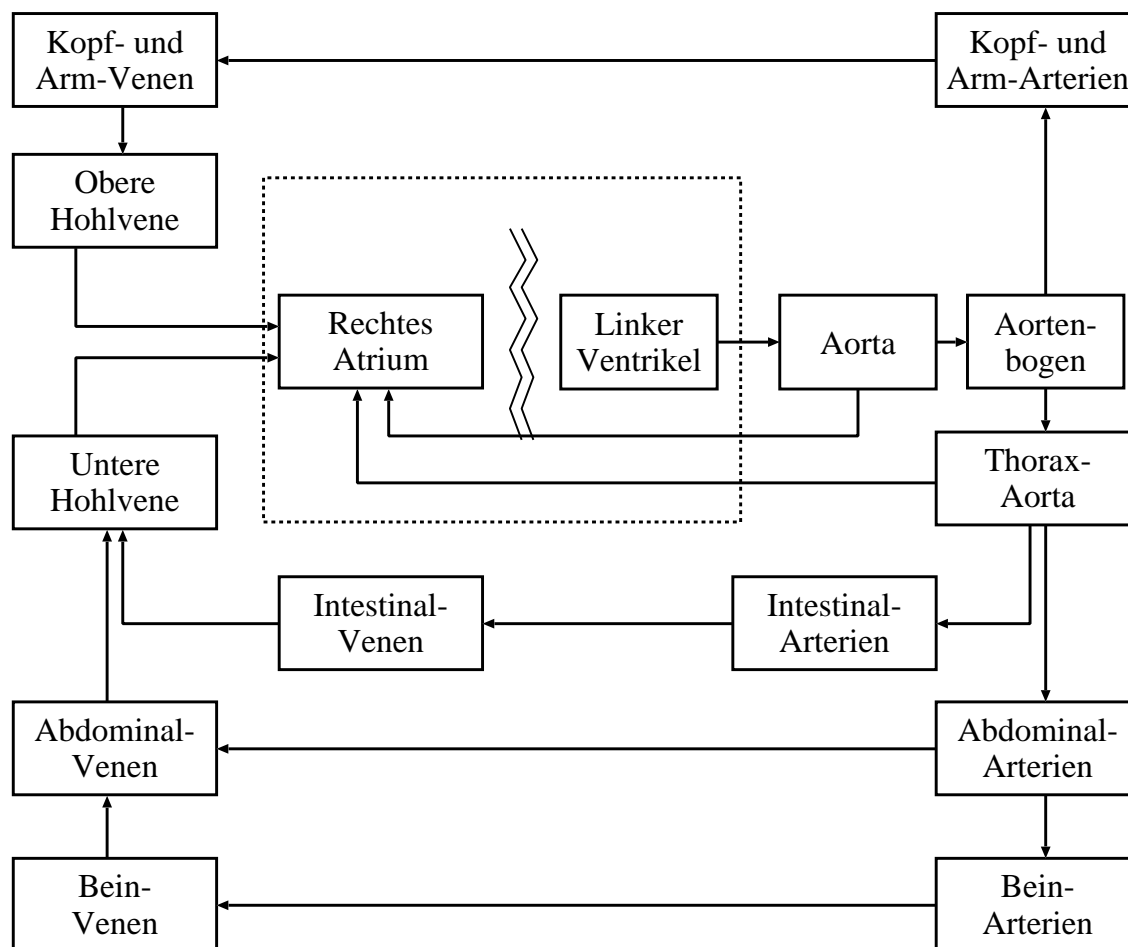 Kopf- und
Arm-Venen
Kopf- und
Arm-Arterien
Obere
Hohlvene
Rechtes
Atrium
Linker
Ventrikel
Aorta
Aorten-
bogen
Untere
Hohlvene
Thorax-
Aorta
Intestinal-
Venen
Intestinal-
Arterien
Abdominal-
Venen
Abdominal-
Arterien
Bein-
Venen
Bein-
Arterien